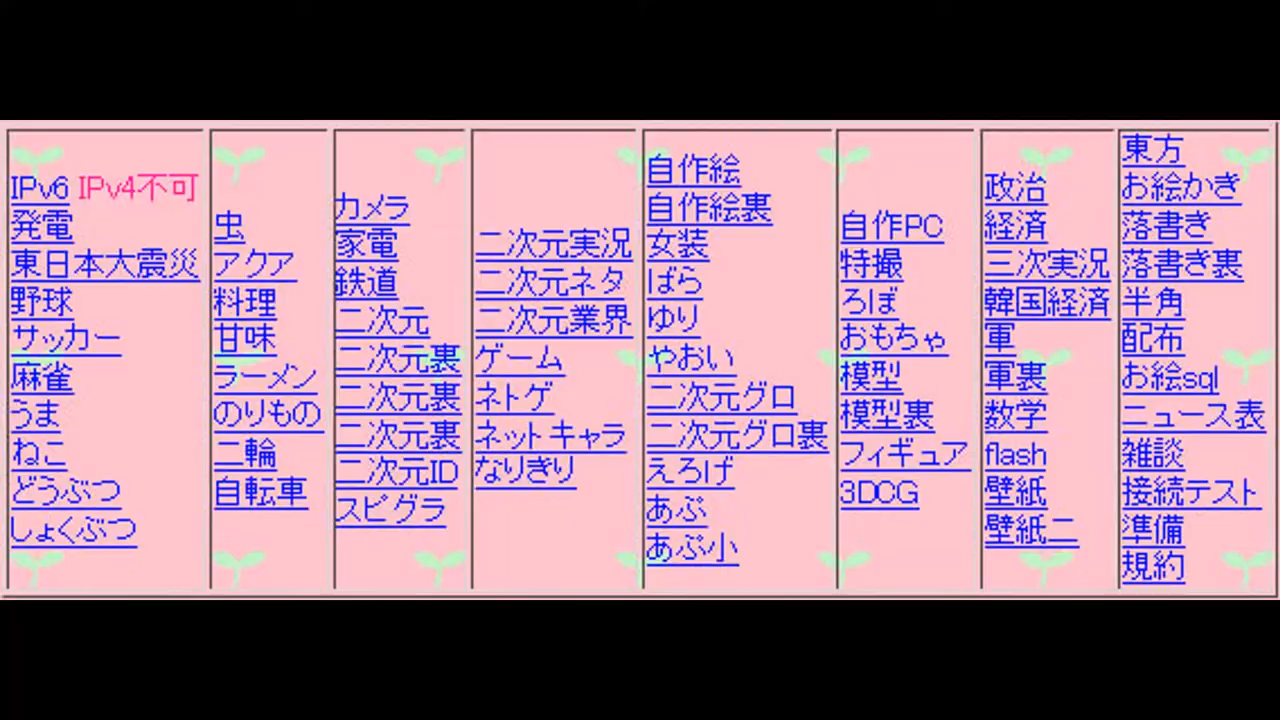 IPv6 IPv4不可
発電
東日本大震災
野球
サッカー
麻雀
うま
ねこ
どうぶつ
しょくぶつ
虫
アクア
料理
甘味
ラーメン
のりもの
二輪
自転車
カメラ
家電
鉄道
二次元
二次元裏
二次元裏
二次元裏
二次元ID
スピグラ
二次元実況
二次元ネタ
二次元業界
ゲーム
ネトゲ
ネットキャラ
なりきり
自作絵
自作絵裏
女装
ばら
ゆり
やおい
二次元グロ
二次元グロ裏
えろげ
あぷ
あぷ小
自作PC
特撮
ろぼ
おもちゃ
模型
模型裏
フィギュア
3DCG
政治
経済
三次実況
韓国経済
軍
軍裏
数学
flash
壁紙
壁紙二
東方
お絵かき
落書き
落書き裏
半角
配布
お絵sql
ニュース表
雑談
接続テスト
準備
規約